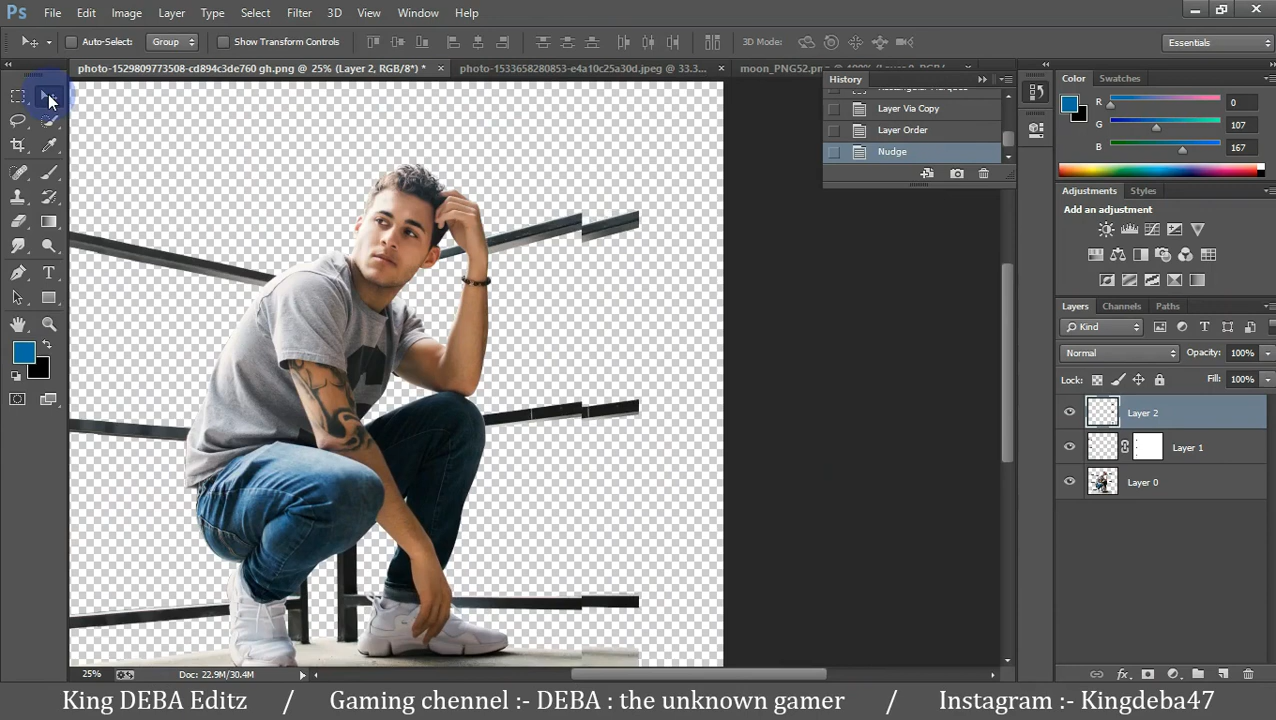 Ps File Edit Image Layer Type Select Filter 3D View Window Help
Auto-Select: Group Show Transform Controls 3D Mode: Essentials
photo-1529809773508-cd894c3de760 gh.png @ 25% (Layer 2, RGB/8*) * × photo-1533658280853-e4a10c25a30d.jpeg @ 33.3... × moon_PNG52.png
History
Layer Via Copy
Layer Order
Nudge
Color Swatches
R 0
G 107
B 167
Adjustments Styles
Add an adjustment
Layers Channels Paths
Kind
Normal Opacity: 100%
Lock: Fill: 100%
Layer 2
Layer 1
Layer 0
25% Doc: 22.9M/30.4M
King DEBA Editz / Gaming chennel :- DEBA : the unknown gamer / Instagram :- Kingdeba47